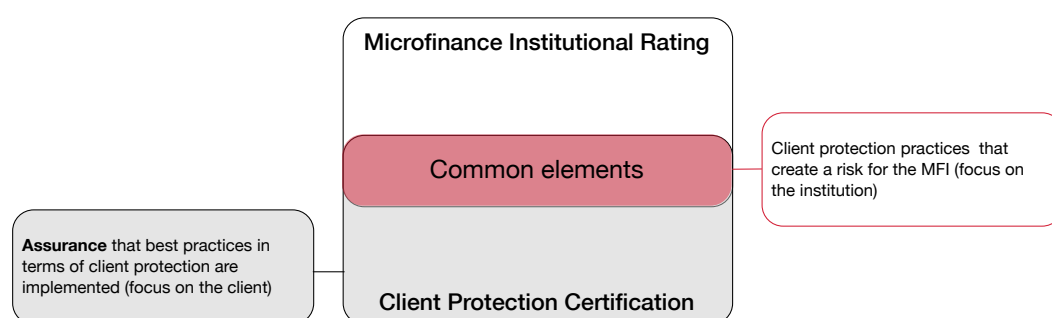 Microfinance Institutional Rating
Common elements
Client protection practices that
create a risk for the MFI (focus on
the institution)
Assurance that best practices in
terms of client protection are
implemented (focus on the client)
Client Protection Certification